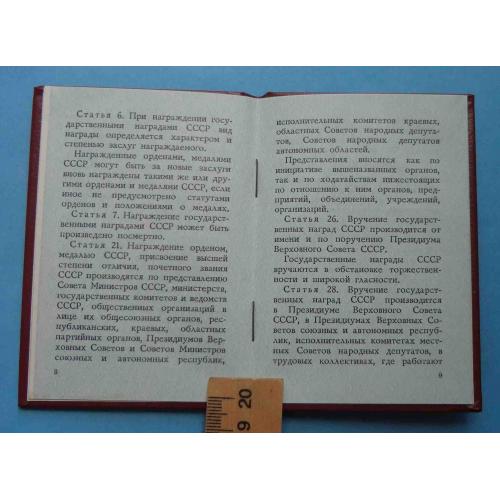 Статья 6. При награждении госу-
дарственными наградами СССР вид
награды определяется характером и
степенью заслуг награждаемого.
Награжденные орденами, медалями
СССР могут быть за новые заслуги
вновь награждены такими же или дру-
гими орденами и медалями СССР, если
иное не предусмотрено статутами
орденов и положениями о медалях.
Статья 7. Награждение государст-
венными наградами СССР может быть
произведено посмертно.
Статья 21. Награждение орденом,
медалью СССР, присвоение высшей
степени отличия, почетного звания
СССР производятся по представлению
Совета Министров СССР, министерств,
государственных комитетов и ведомств
СССР, общественных организаций в
лице их общесоюзных органов, рес-
публиканских, краевых, областных
партийных органов, Президиумов Вер-
ховных Советов и Советов Министров
союзных и автономных республик,
8
исполнительных комитетов краевых,
областных Советов народных депута-
тов, Советов народных депутатов
автономных областей.
Представления вносятся как по
инициативе вышеназванных органов,
так и по ходатайствам нижестоящих
по отношению к ним органов, пред-
приятий, объединений, учреждений,
организаций.
Статья 26. Вручение государст-
венных наград СССР производится от
имени и по поручению Президиума
Верховного Совета СССР.
Государственные награды СССР
вручаются в обстановке торжествен-
ности и широкой гласности.
Статья 28. Вручение государст-
венных наград СССР производится
в Президиуме Верховного Совета
СССР, в Президиумах Верховных Со-
ветов союзных и автономных респуб-
лик, исполнительных комитетах мест-
ных Советов народных депутатов, в
трудовых коллективах, где работают
9
9 20